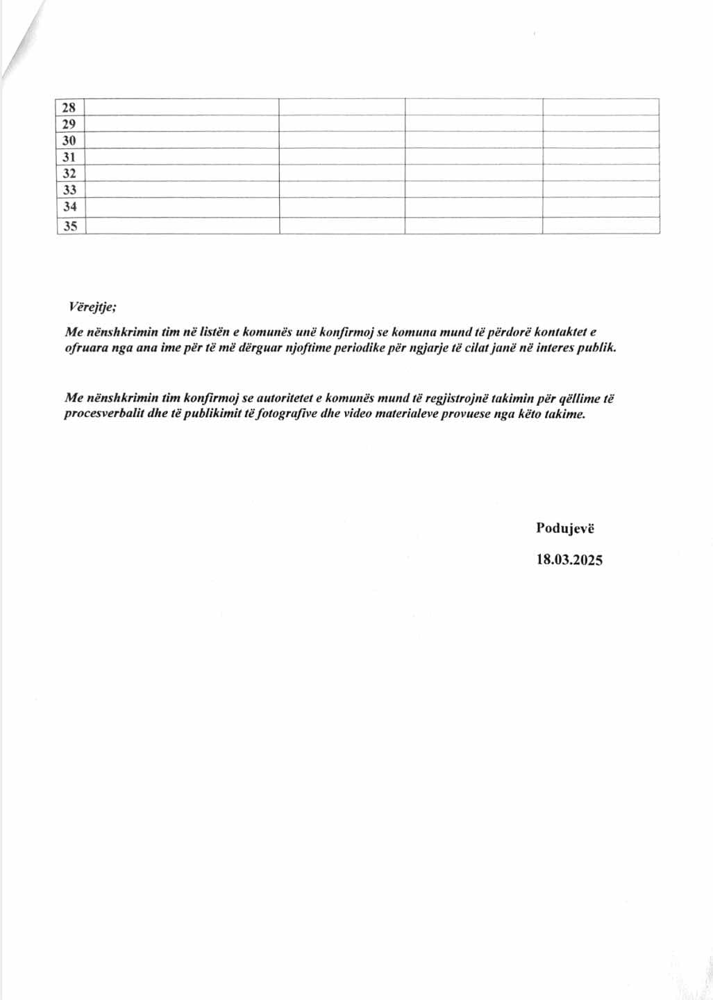 28
29
30
31
32
33
34
35
Vërejtje;
Me nënshkrimin tim në listën e komunës unë konfirmoj se komuna mund të përdorë kontaktet e
ofruara nga ana ime për të më dërguar njoftime periodike për ngjarje të cilat janë në interes publik.
Me nënshkrimin tim konfirmoj se autoritetet e komunës mund të regjistrojnë takimin për qëllime të
procesverbalit dhe të publikimit të fotografive dhe video materialeve provuese nga këto takime.
Podujevë
18.03.2025